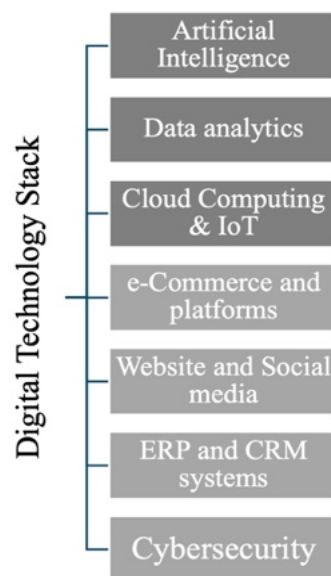 Digital Technology Stack
Artificial
Intelligence
Data analytics
Cloud Computing
& IoT
e-Commerce and
platforms
Website and Social
media
ERP and CRM
systems
Cybersecurity